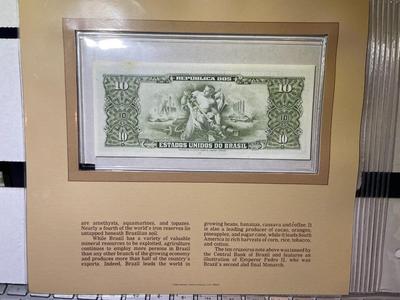 10
REPUBLICA DOS
10
10
ESTADOS UNIDOS DO BRASIL
10
are amethysts, aquamarines, and topazes.
Nearly a fourth of the world's iron reserves lie
untapped beneath Brazilian soil.
While Brazil has a variety of valuable
mineral resources to be exploited, agriculture
continues to employ more persons in Brazil
than any other branch of the growing economy
and produces more than half of the country's
exports. Indeed, Brazil leads the world in
growing beans, bananas, cassava and coffee. It
is also a leading producer of cacao, oranges,
pineapples, and sugar cane, while it leads South
America in rich harvests of corn, rice, tobacco,
and cotton.
The ten cruzeiros note above was issued by
the Central Bank of Brazil and features an
illustration of Emperor Pedro II, who was
Brazil's second and final Monarch.